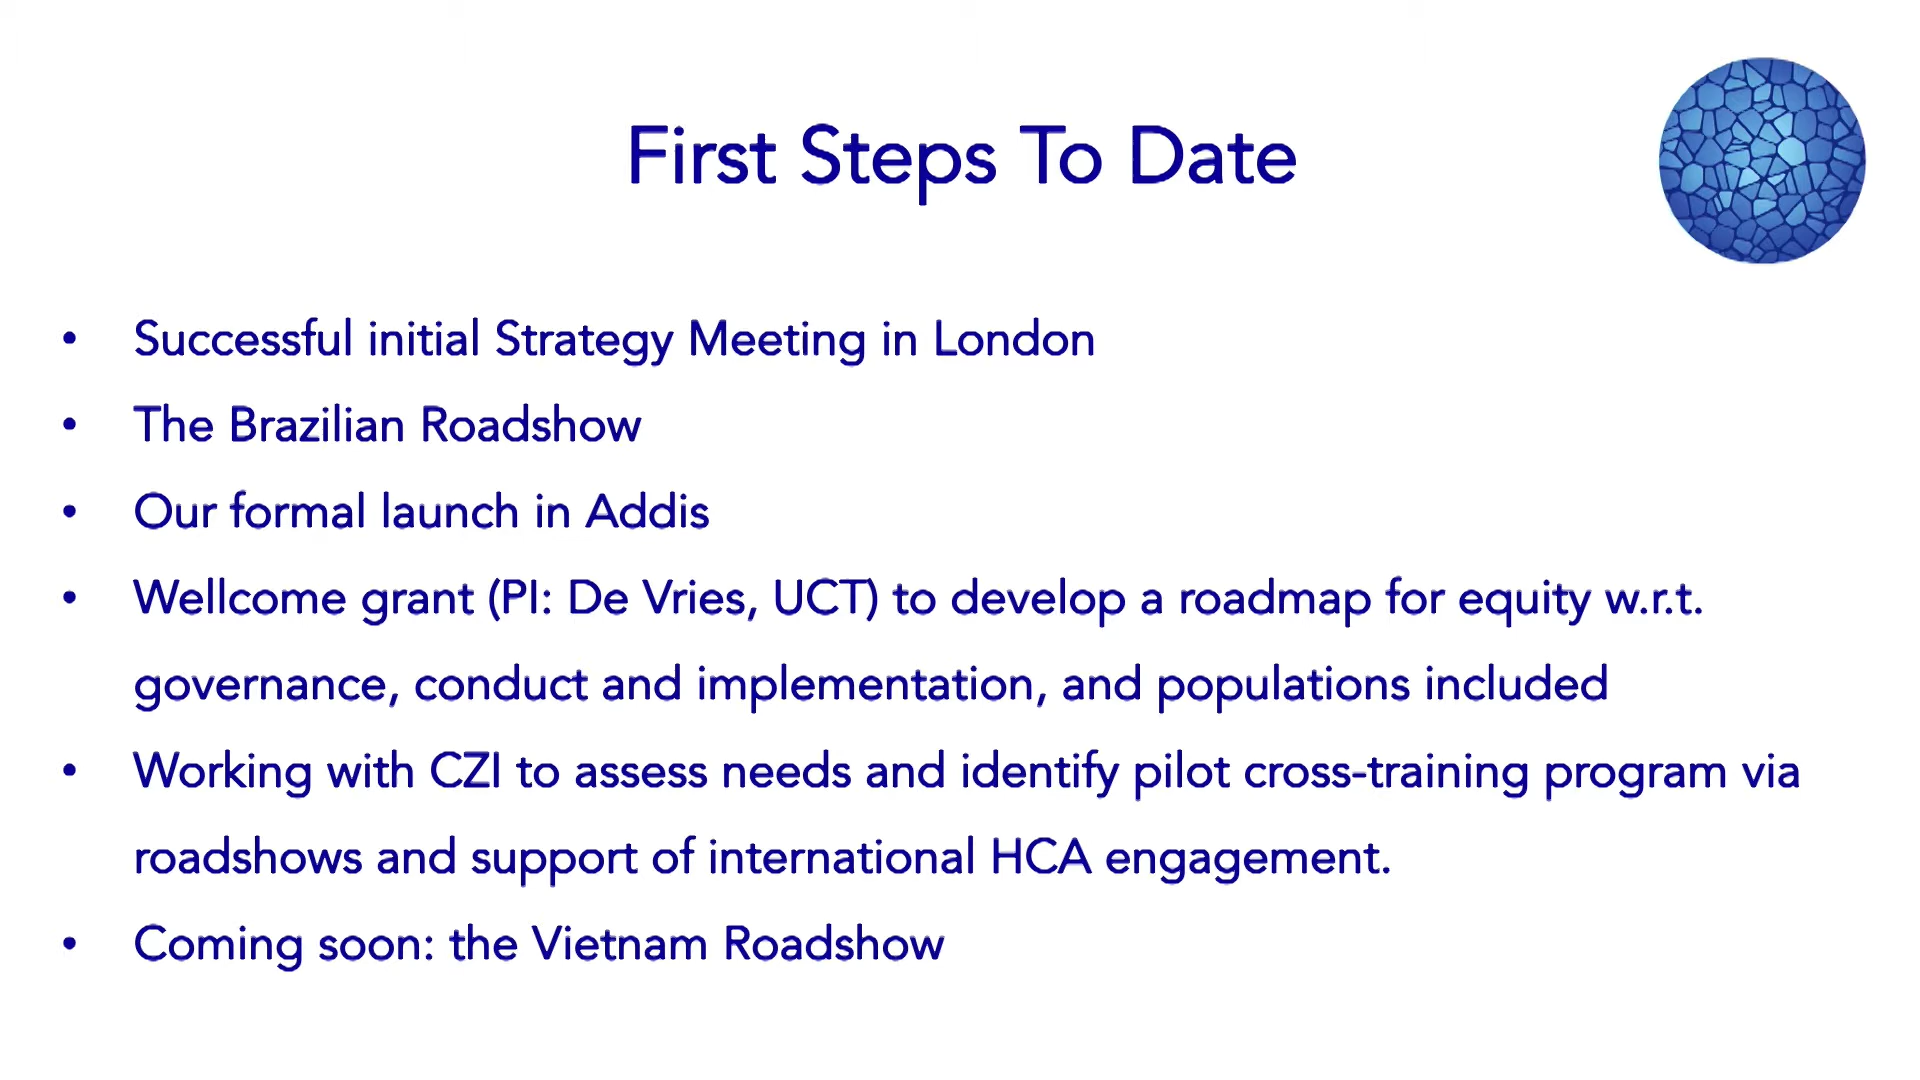 First Steps To Date
• Successful initial Strategy Meeting in London
• The Brazilian Roadshow
• Our formal launch in Addis
• Wellcome grant (PI: De Vries, UCT) to develop a roadmap for equity w.r.t.
governance, conduct and implementation, and populations included
• Working with CZI to assess needs and identify pilot cross-training program via
roadshows and support of international HCA engagement.
• Coming soon: the Vietnam Roadshow